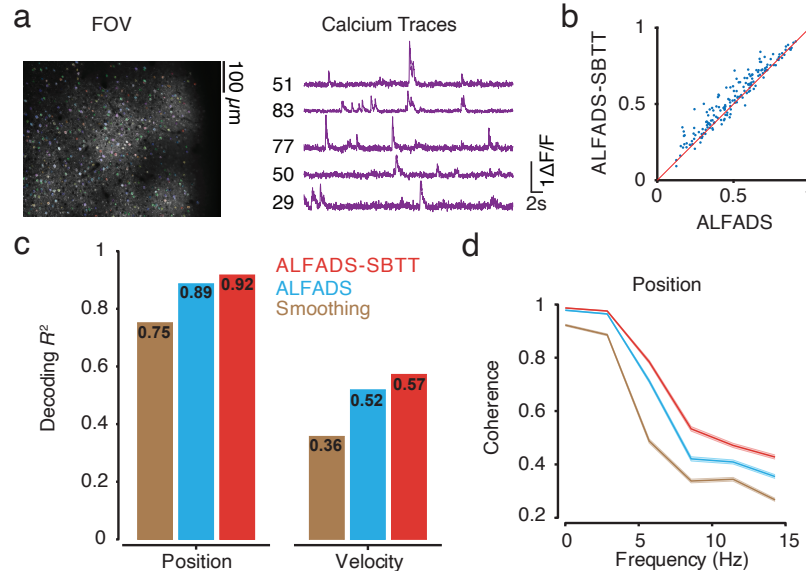 a
FOV
100 µm
Calcium Traces
51
83
77
50
29
1ΔF/F
2s
b
ALFADS-SBTT
1
0.5
0
0
0.5
ALFADS
c
Decoding R²
1
0.8
0.6
0.4
0.2
0
0.75
0.89
0.92
0.36
0.52
0.57
Position
Velocity
ALFADS-SBTT
ALFADS
Smoothing
d
Position
Coherence
1
0.8
0.6
0.4
0.2
0
5
10
15
Frequency (Hz)